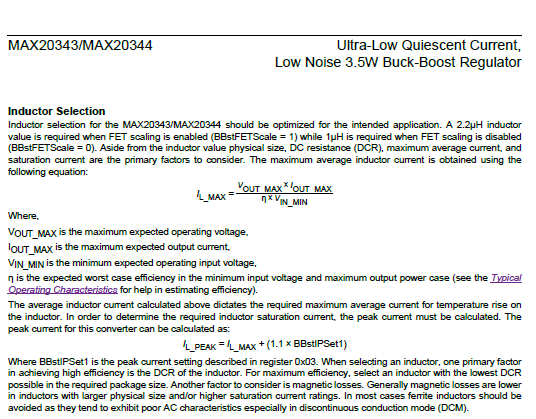 MAX20343/MAX20344
Ultra-Low Quiescent Current,
Low Noise 3.5W Buck-Boost Regulator
Inductor Selection
Inductor selection for the MAX20343/MAX20344 should be optimized for the intended application. A 2.2μH inductor
value is required when FET scaling is enabled (BBstFETScale = 1) while 1μH is required when FET scaling is disabled
(BBstFETScale = 0). Aside from the inductor value physical size, DC resistance (DCR), maximum average current, and
saturation current are the primary factors to consider. The maximum average inductor current is obtained using the
following equation:
I_L_MAX = (V_OUT_MAX × I_OUT_MAX) / (η × V_IN_MIN)
Where,
V_OUT_MAX is the maximum expected operating voltage,
I_OUT_MAX is the maximum expected output current,
V_IN_MIN is the minimum expected operating input voltage,
η is the expected worst case efficiency in the minimum input voltage and maximum output power case (see the Typical
Operating Characteristics for help in estimating efficiency).
The average inductor current calculated above dictates the required maximum average current for temperature rise on
the inductor. In order to determine the required inductor saturation current, the peak current must be calculated. The
peak current for this converter can be calculated as:
I_L_PEAK = I_L_MAX + (1.1 × BBstIPSet1)
Where BBstIPSet1 is the peak current setting described in register 0x03. When selecting an inductor, one primary factor
in achieving high efficiency is the DCR of the inductor. For maximum efficiency, select an inductor with the lowest DCR
possible in the required package size. Another factor to consider is magnetic losses. Generally magnetic losses are lower
in inductors with larger physical size and/or higher saturation current ratings. In most cases ferrite inductors should be
avoided as they tend to exhibit poor AC characteristics especially in discontinuous conduction mode (DCM).